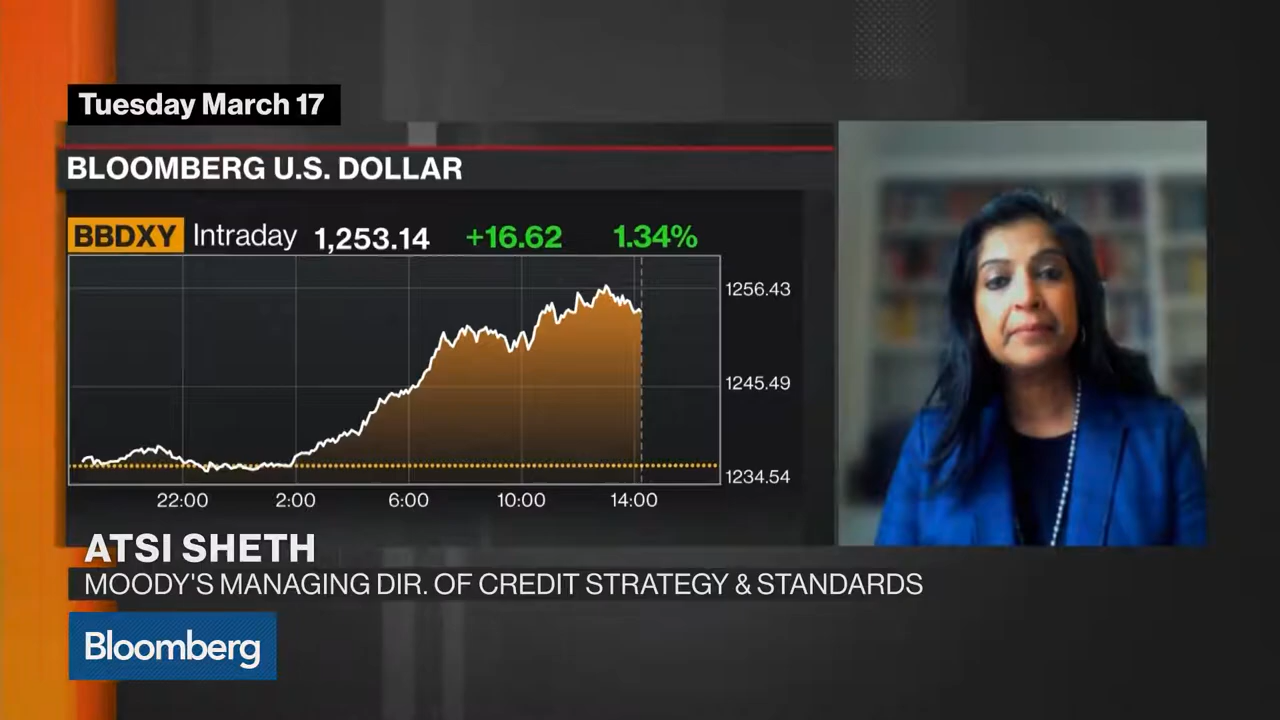 Tuesday March 17
BLOOMBERG U.S. DOLLAR
BBDXY Intraday 1,253.14 +16.62 1.34%
1256.43
1245.49
1234.54
22:00 2:00 6:00 10:00 14:00
ATSI SHETH
MOODY'S MANAGING DIR. OF CREDIT STRATEGY & STANDARDS
Bloomberg